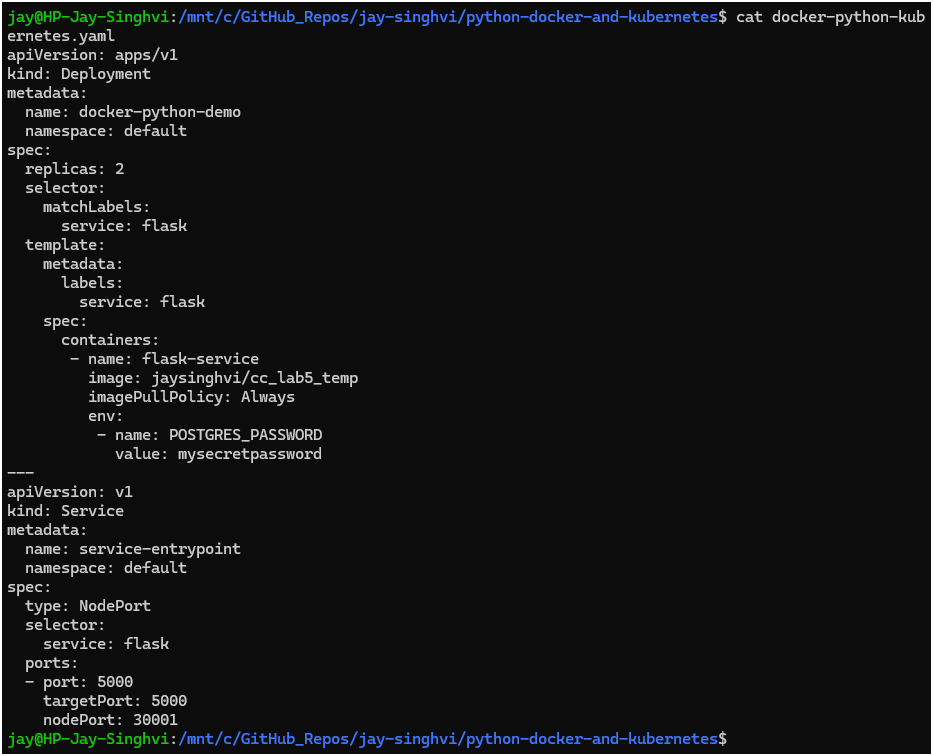 jay@HP-Jay-Singhvi:/mnt/c/GitHub_Repos/jay-singhvi/python-docker-and-kubernetes$ cat docker-python-kub
ernetes.yaml
apiVersion: apps/v1
kind: Deployment
metadata:
  name: docker-python-demo
  namespace: default
spec:
  replicas: 2
  selector:
    matchLabels:
      service: flask
  template:
    metadata:
      labels:
        service: flask
    spec:
      containers:
       - name: flask-service
         image: jaysinghvi/cc_lab5_temp
         imagePullPolicy: Always
         env:
          - name: POSTGRES_PASSWORD
            value: mysecretpassword
---
apiVersion: v1
kind: Service
metadata:
  name: service-entrypoint
  namespace: default
spec:
  type: NodePort
  selector:
    service: flask
  ports:
  - port: 5000
    targetPort: 5000
    nodePort: 30001
jay@HP-Jay-Singhvi:/mnt/c/GitHub_Repos/jay-singhvi/python-docker-and-kubernetes$